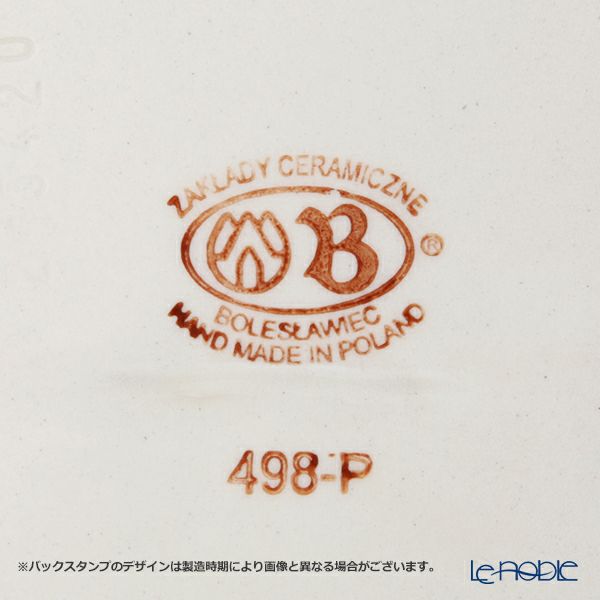 ZAKŁADY CERAMICZNE
B ®
BOLESŁAWIEC
HAND MADE IN POLAND
498-P
※バックスタンプのデザインは製造時期により画像と異なる場合がございます。
Le-noble